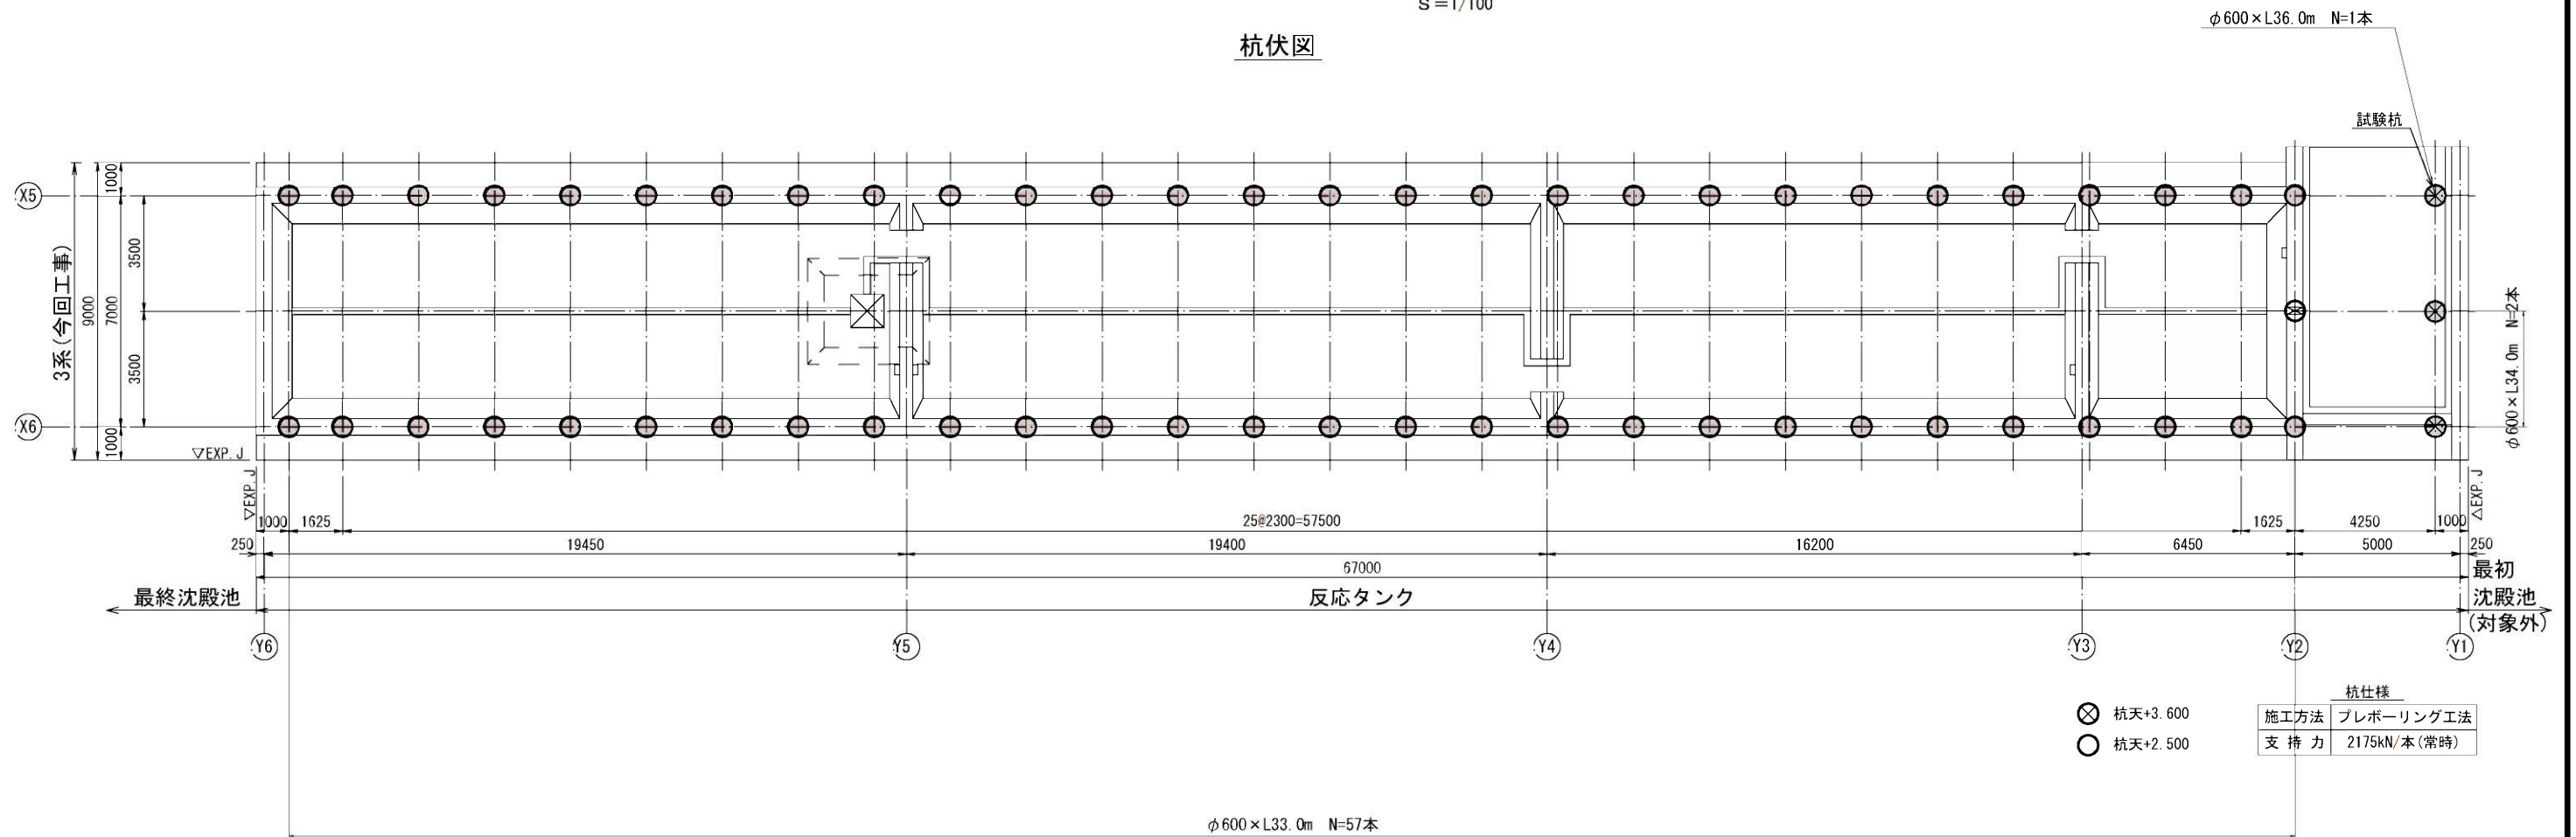 S=1/100
杭伏図
φ600×L36.0m N=1本
試験杭
X5
X6
3系(今回工事)
9000
1000
7000
1000
3500
3500
▽EXP.J
▽EXP.J
φ600×L34.0m N=2本
△EXP.J
1000 1625 25@2300=57500 1625 4250 1000
250 19450 19400 16200 6450 5000 250
67000
最終沈殿池 反応タンク 最初
沈殿池
(対象外)
Y6 Y5 Y4 Y3 Y2 Y1
杭天+3.600
杭天+2.500
杭仕様
施工方法 プレボーリング工法
支持力 2175kN/本(常時)
φ600×L33.0m N=57本